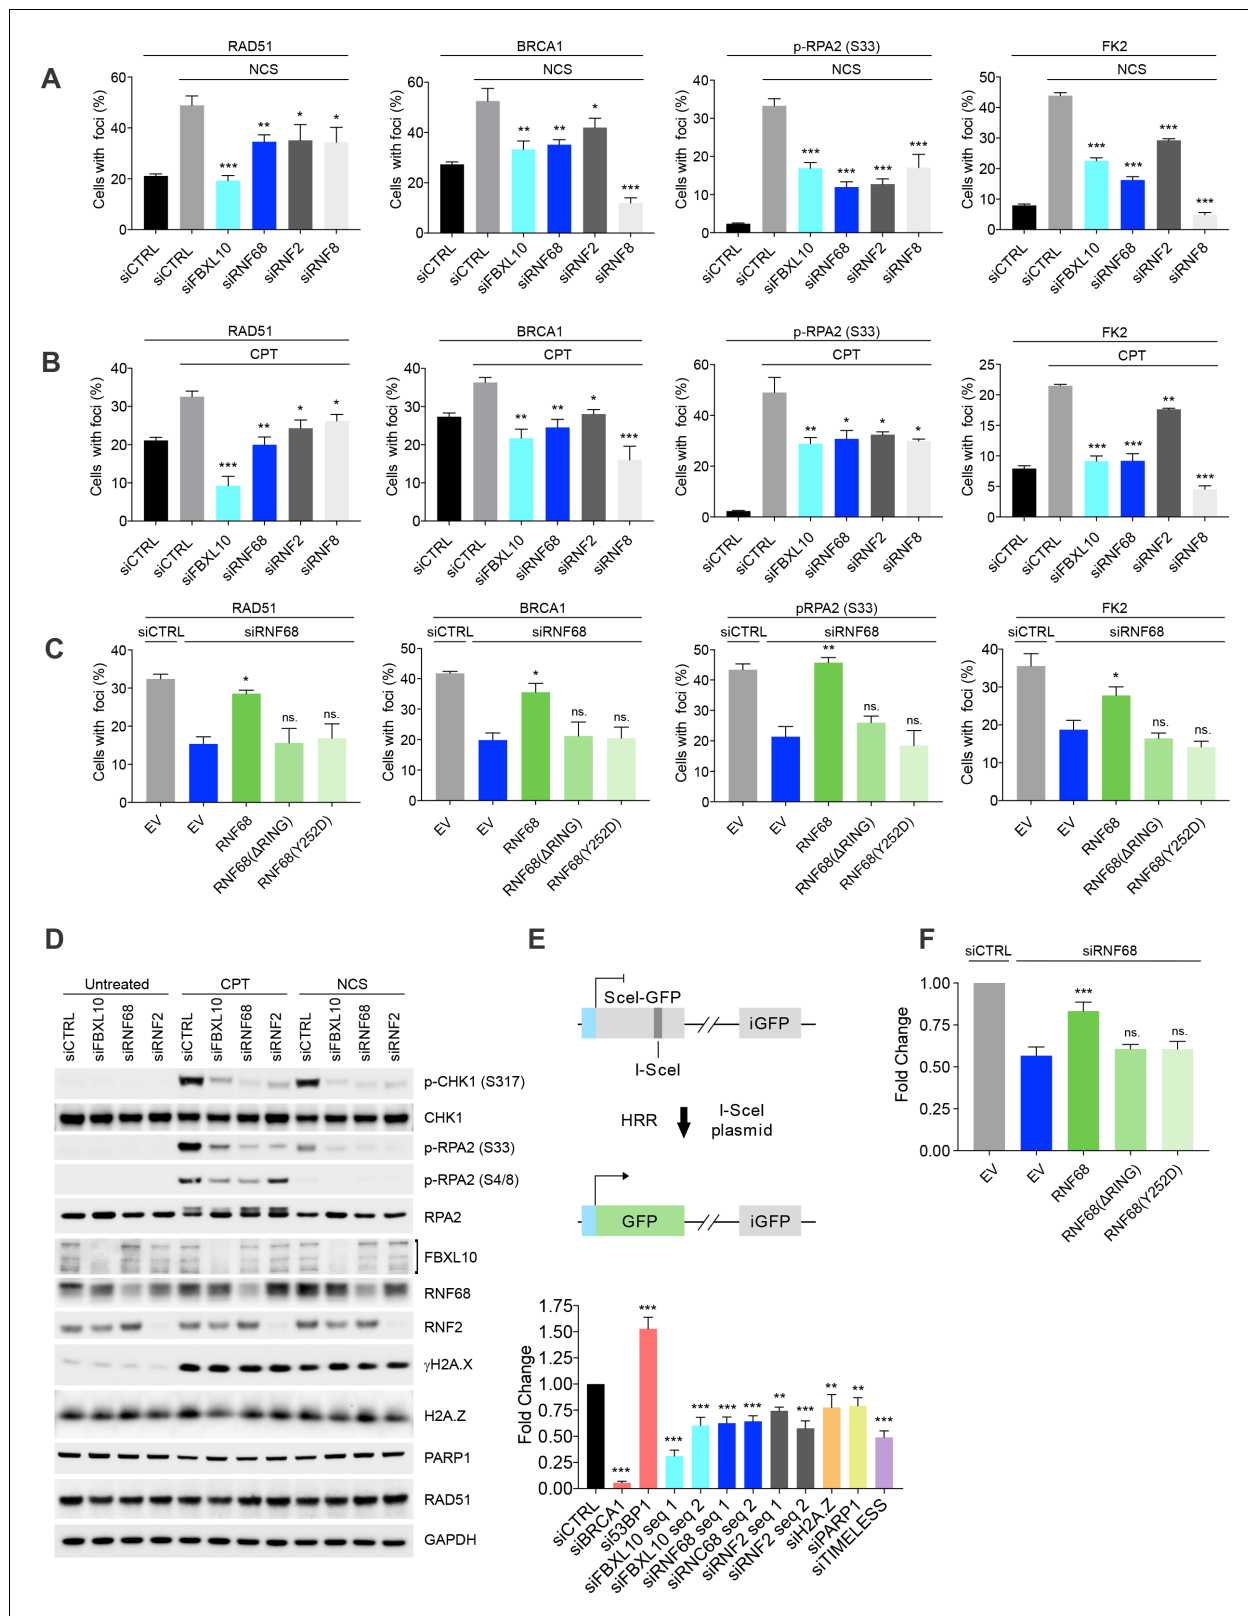 A
RAD51
NCS
Cells with foci (%)
60
40
20
0
***
**
*
*
siCTRL
siCTRL
siFBXL10
siRNF68
siRNF2
siRNF8
BRCA1
NCS
Cells with foci (%)
60
40
20
0
**
**
*
***
siCTRL
siCTRL
siFBXL10
siRNF68
siRNF2
siRNF8
p-RPA2 (S33)
NCS
Cells with foci (%)
40
30
20
10
0
***
***
***
***
siCTRL
siCTRL
siFBXL10
siRNF68
siRNF2
siRNF8
FK2
NCS
Cells with foci (%)
50
40
30
20
10
0
***
***
***
***
siCTRL
siCTRL
siFBXL10
siRNF68
siRNF2
siRNF8
B
RAD51
CPT
Cells with foci (%)
40
30
20
10
0
***
**
*
*
siCTRL
siCTRL
siFBXL10
siRNF68
siRNF2
siRNF8
BRCA1
CPT
Cells with foci (%)
40
30
20
10
0
**
**
*
***
siCTRL
siCTRL
siFBXL10
siRNF68
siRNF2
siRNF8
p-RPA2 (S33)
CPT
Cells with foci (%)
60
40
20
0
**
*
*
*
siCTRL
siCTRL
siFBXL10
siRNF68
siRNF2
siRNF8
FK2
CPT
Cells with foci (%)
25
20
15
10
5
0
***
***
**
***
siCTRL
siCTRL
siFBXL10
siRNF68
siRNF2
siRNF8
C
RAD51
siCTRL siRNF68
Cells with foci (%)
40
30
20
10
0
*
ns.
ns.
EV
EV
RNF68
RNF68(ΔRING)
RNF68(Y252D)
BRCA1
siCTRL siRNF68
Cells with foci (%)
50
40
30
20
10
0
*
ns.
ns.
EV
EV
RNF68
RNF68(ΔRING)
RNF68(Y252D)
pRPA2 (S33)
siCTRL siRNF68
Cells with foci (%)
50
40
30
20
10
0
**
ns.
ns.
EV
EV
RNF68
RNF68(ΔRING)
RNF68(Y252D)
FK2
siCTRL siRNF68
Cells with foci (%)
40
30
20
10
0
*
ns.
ns.
EV
EV
RNF68
RNF68(ΔRING)
RNF68(Y252D)
D
Untreated CPT NCS
siCTRL
siFBXL10
siRNF68
siRNF2
siCTRL
siFBXL10
siRNF68
siRNF2
siCTRL
siFBXL10
siRNF68
siRNF2
p-CHK1 (S317)
CHK1
p-RPA2 (S33)
p-RPA2 (S4/8)
RPA2
FBXL10
RNF68
RNF2
γH2A.X
H2A.Z
PARP1
RAD51
GAPDH
E
SceI-GFP
iGFP
I-SceI
HRR I-SceI
plasmid
GFP iGFP
Fold Change
1.75
1.50
1.25
1.00
0.75
0.50
0.25
0.00
***
***
***
***
***
***
**
***
**
**
***
siCTRL
siBRCA1
si53BP1
siFBXL10 seq 1
siFBXL10 seq 2
siRNF68 seq 1
siRNC68 seq 2
siRNF2 seq 1
siRNF2 seq 2
siH2A.Z
siPARP1
siTIMELESS
F
siCTRL siRNF68
Fold Change
1.00
0.75
0.50
0.25
0.00
***
ns.
ns.
EV
EV
RNF68
RNF68(ΔRING)
RNF68(Y252D)